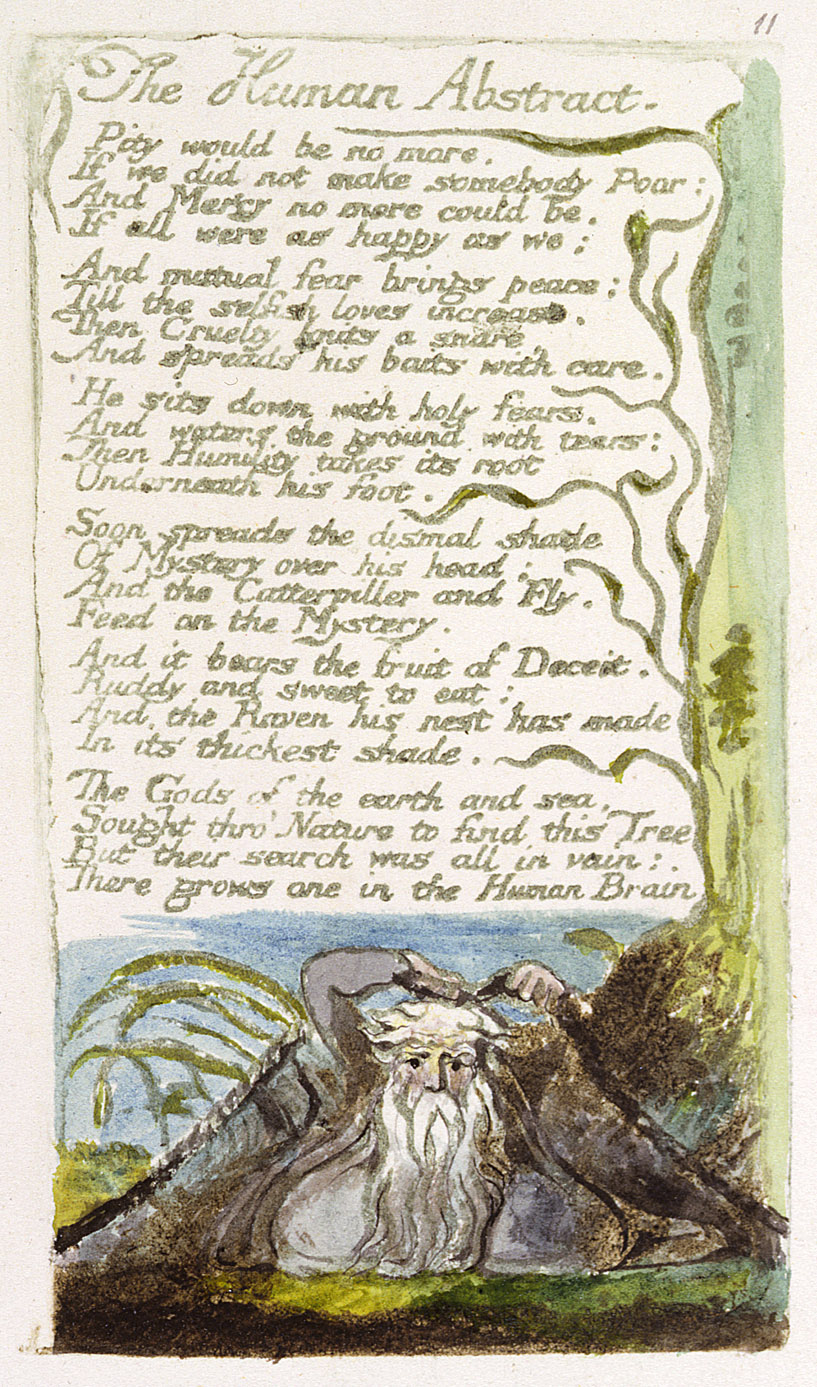 11
The Human Abstract.
Pity would be no more,
If we did not make somebody Poor:
And Mercy no more could be,
If all were as happy as we;
And mutual fear brings peace:
Till the selfish loves increase.
Then Cruelty knits a snare,
And spreads his baits with care.
He sits down with holy fears,
And waters the ground with tears:
Then Humility takes its root
Underneath his foot.
Soon spreads the dismal shade
Of Mystery over his head;
And the Catterpiller and Fly,
Feed on the Mystery.
And it bears the fruit of Deceit,
Ruddy and sweet to eat;
And the Raven his nest has made
In its thickest shade.
The Gods of the earth and sea,
Sought thro' Nature to find this Tree
But their search was all in vain:
There grows one in the Human Brain